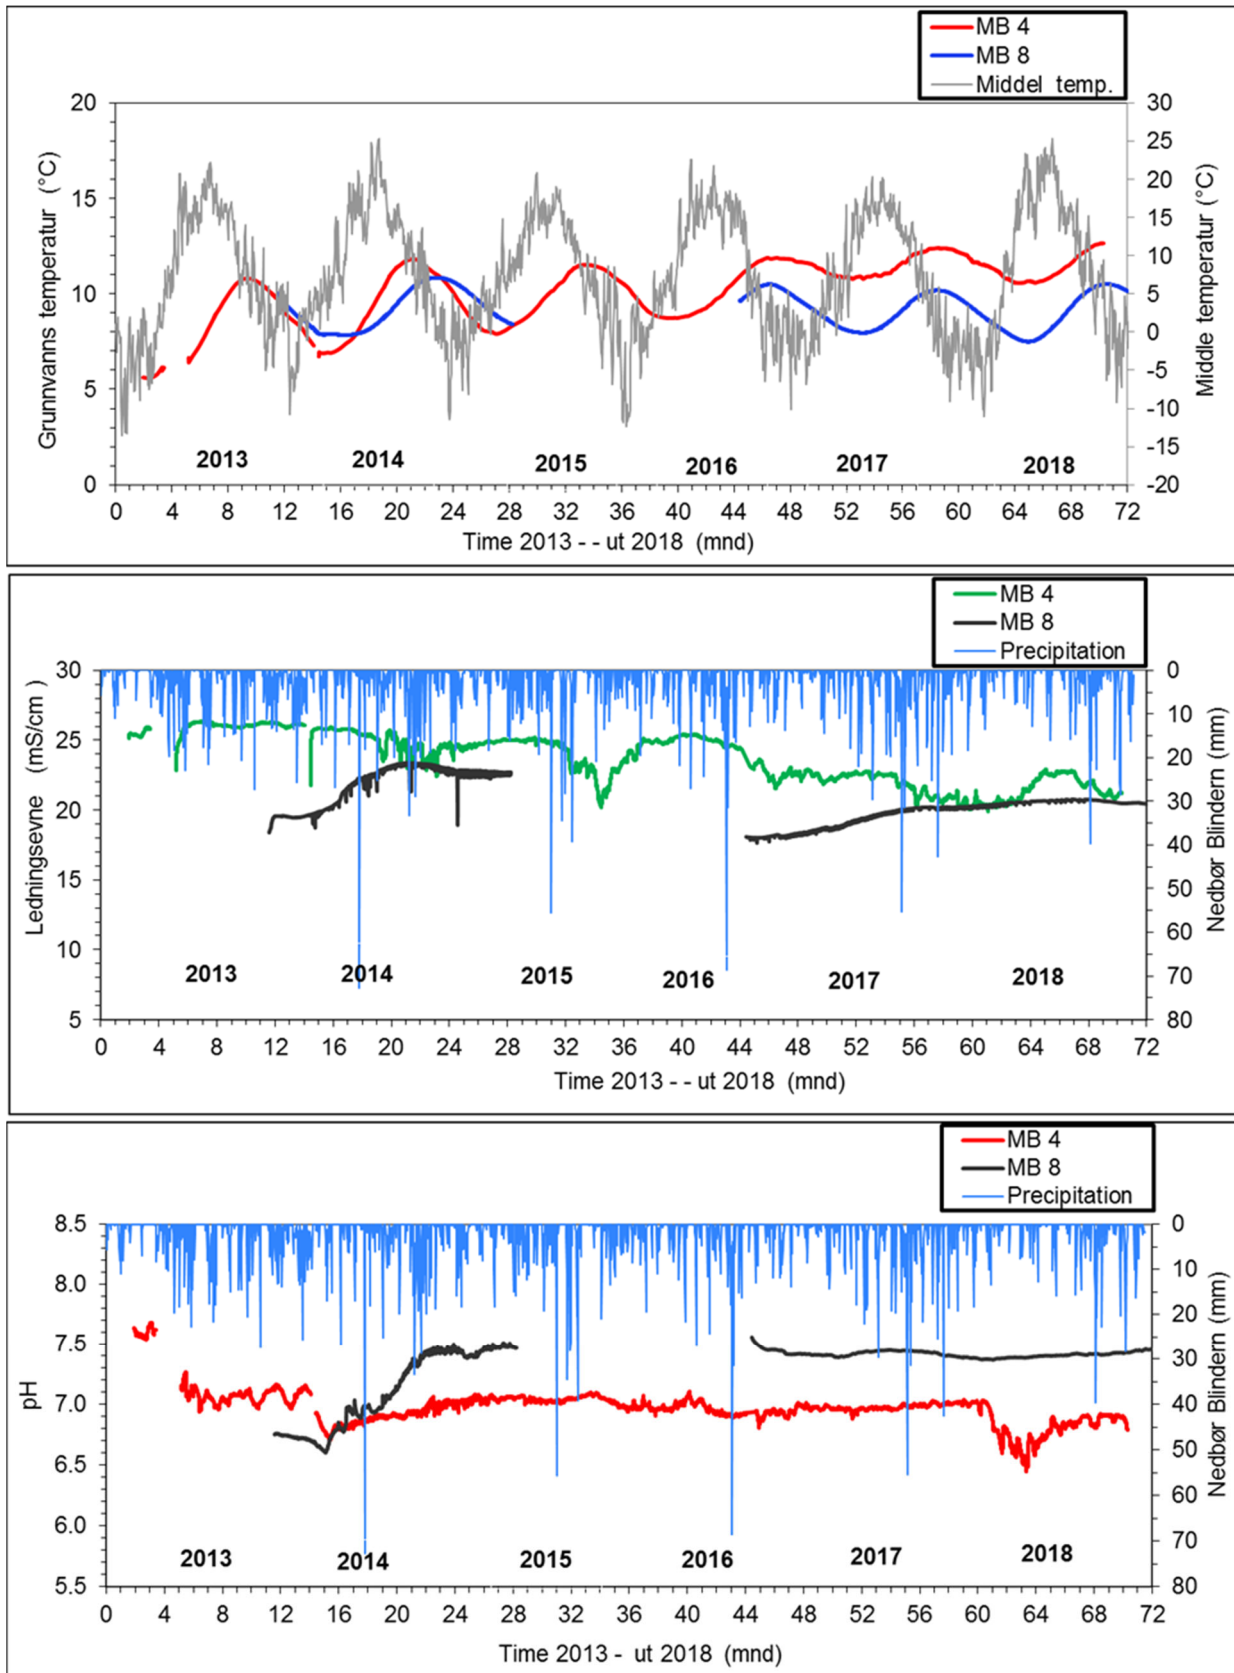 MB 4
MB 8
Middel temp.
Grunnvanns temperatur (°C)
20
15
10
5
0
30
25
20
15
10
5
0
-5
-10
-15
-20
Middle temperatur (°C)
2013 2014 2015 2016 2017 2018
0 4 8 12 16 20 24 28 32 36 40 44 48 52 56 60 64 68 72
Time 2013 - - ut 2018 (mnd)
MB 4
MB 8
Precipitation
Ledningsevne (mS/cm)
30
25
20
15
10
5
0
10
20
30
40
50
60
70
80
Nedbør Blindern (mm)
2013 2014 2015 2016 2017 2018
0 4 8 12 16 20 24 28 32 36 40 44 48 52 56 60 64 68 72
Time 2013 - - ut 2018 (mnd)
MB 4
MB 8
Precipitation
pH
8.5
8.0
7.5
7.0
6.5
6.0
5.5
0
10
20
30
40
50
60
70
80
Nedbør Blindern (mm)
2013 2014 2015 2016 2017 2018
0 4 8 12 16 20 24 28 32 36 40 44 48 52 56 60 64 68 72
Time 2013 - ut 2018 (mnd)